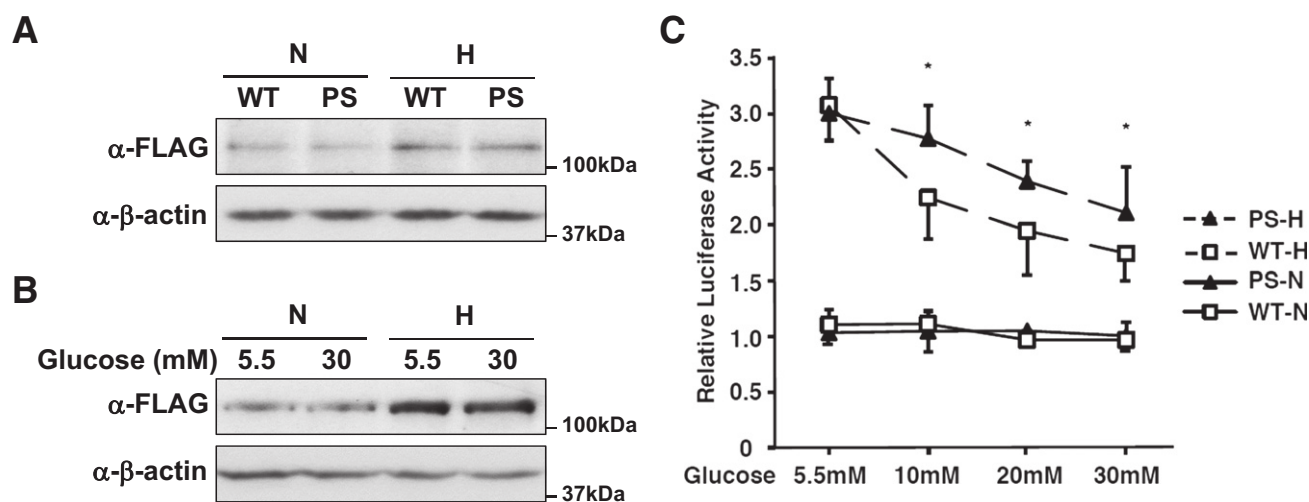 A
N H
WT PS WT PS
α-FLAG
100kDa
α-β-actin
37kDa
B
N H
Glucose (mM) 5.5 30 5.5 30
α-FLAG
100kDa
α-β-actin
37kDa
C
Relative Luciferase Activity
3.5
3.0
2.5
2.0
1.5
1.0
0.5
0
* * *
Glucose 5.5mM 10mM 20mM 30mM
PS-H
WT-H
PS-N
WT-N